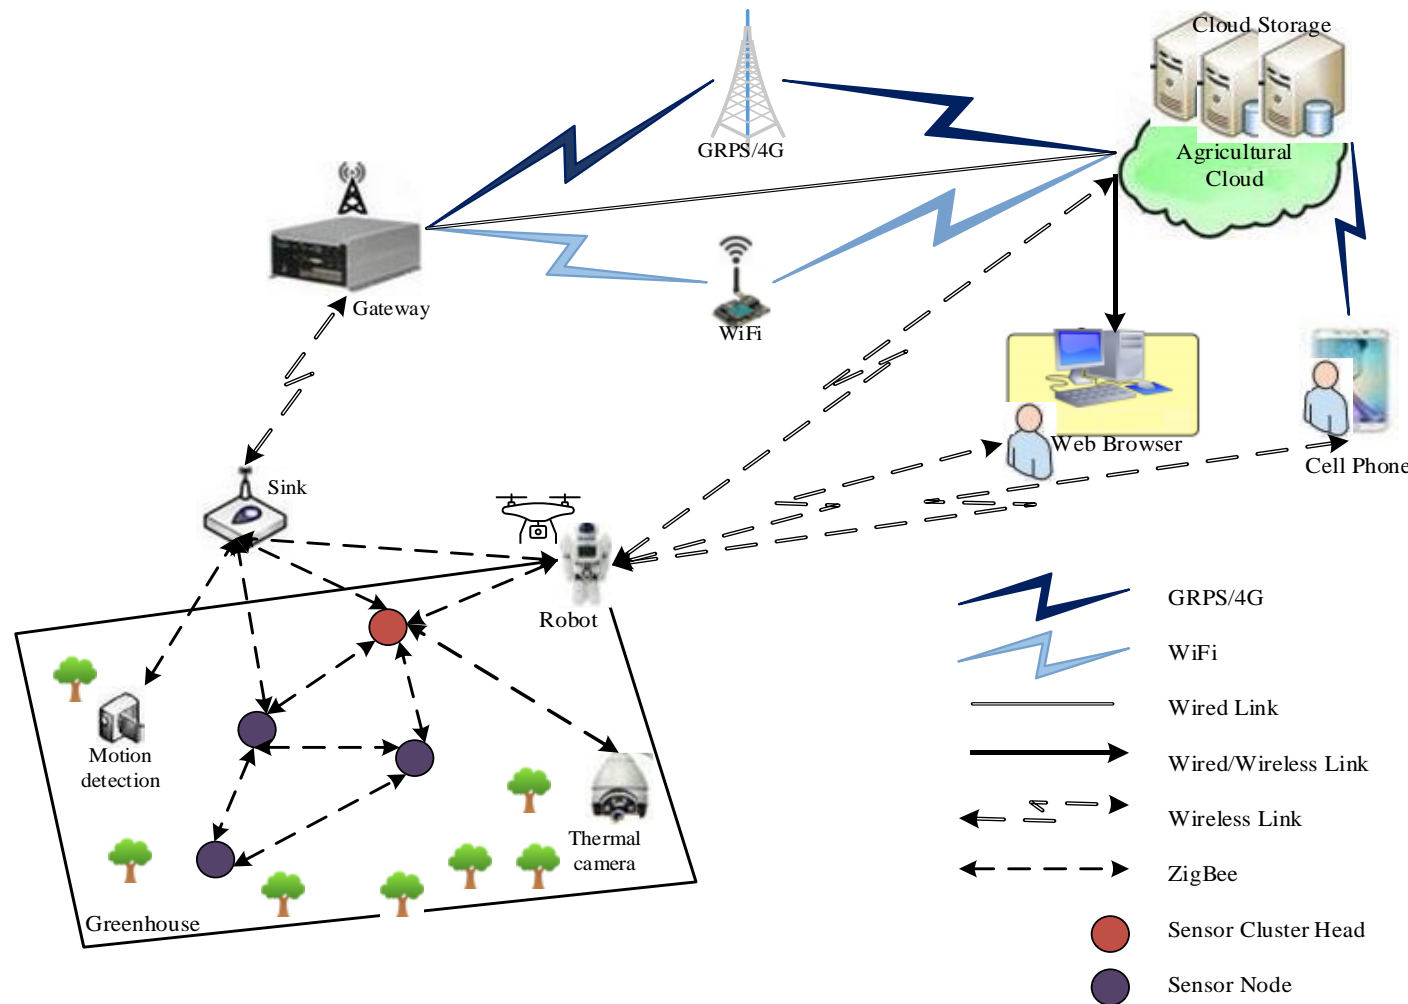 Cloud Storage
GRPS/4G
Agricultural
Cloud
Gateway
WiFi
Web Browser
Cell Phone
Sink
Robot
Motion
detection
Thermal
camera
Greenhouse
GRPS/4G
WiFi
Wired Link
Wired/Wireless Link
Wireless Link
ZigBee
Sensor Cluster Head
Sensor Node